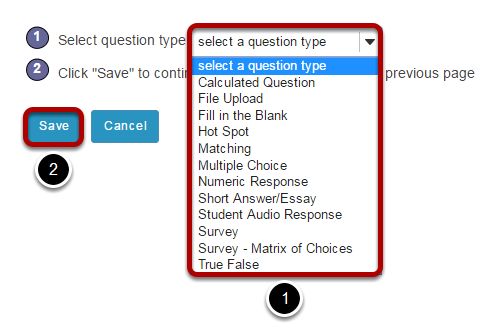 1 Select question type select a question type
select a question type
2 Click "Save" to contin previous page
Calculated Question
File Upload
Fill in the Blank
Hot Spot
Matching
Multiple Choice
Numeric Response
Short Answer/Essay
Student Audio Response
Survey
Survey - Matrix of Choices
True False
Save Cancel
2
1